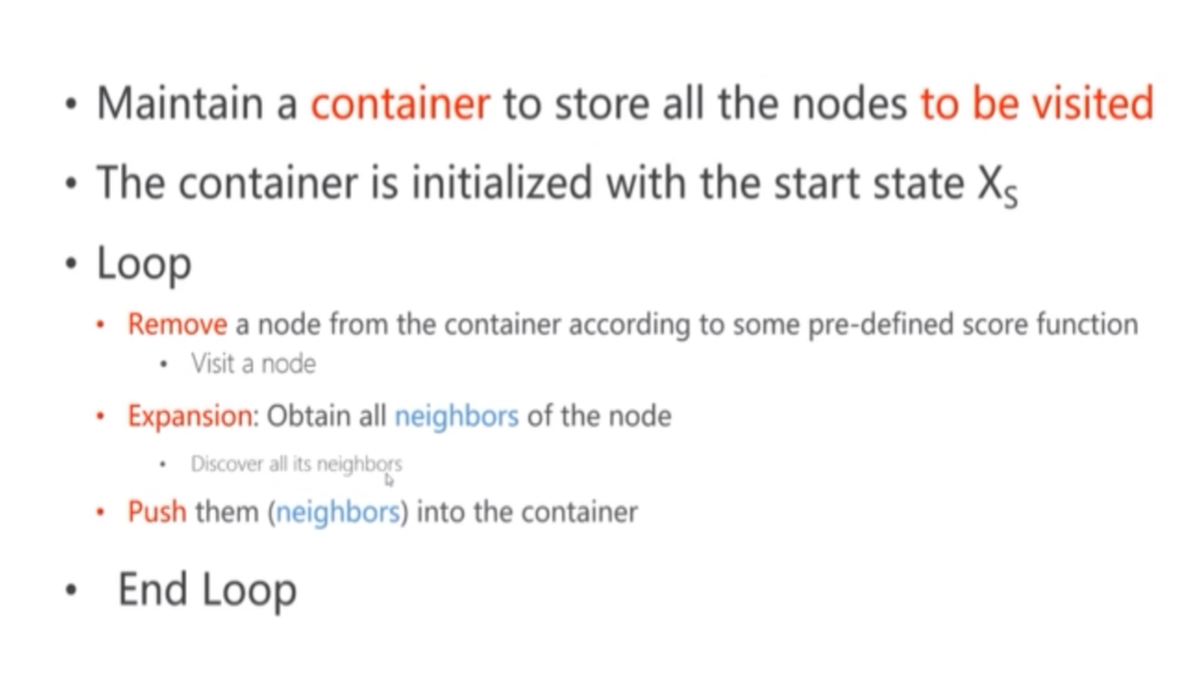 • Maintain a container to store all the nodes to be visited
• The container is initialized with the start state X_S
• Loop
• Remove a node from the container according to some pre-defined score function
• Visit a node
• Expansion: Obtain all neighbors of the node
• Discover all its neighbors
• Push them (neighbors) into the container
• End Loop